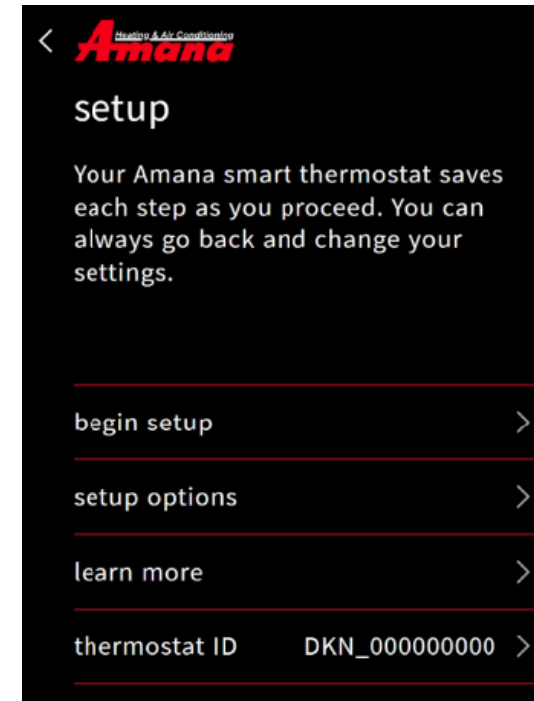 Heating & Air Conditioning
Amana
setup
Your Amana smart thermostat saves
each step as you proceed. You can
always go back and change your
settings.
begin setup
setup options
learn more
thermostat ID DKN_000000000